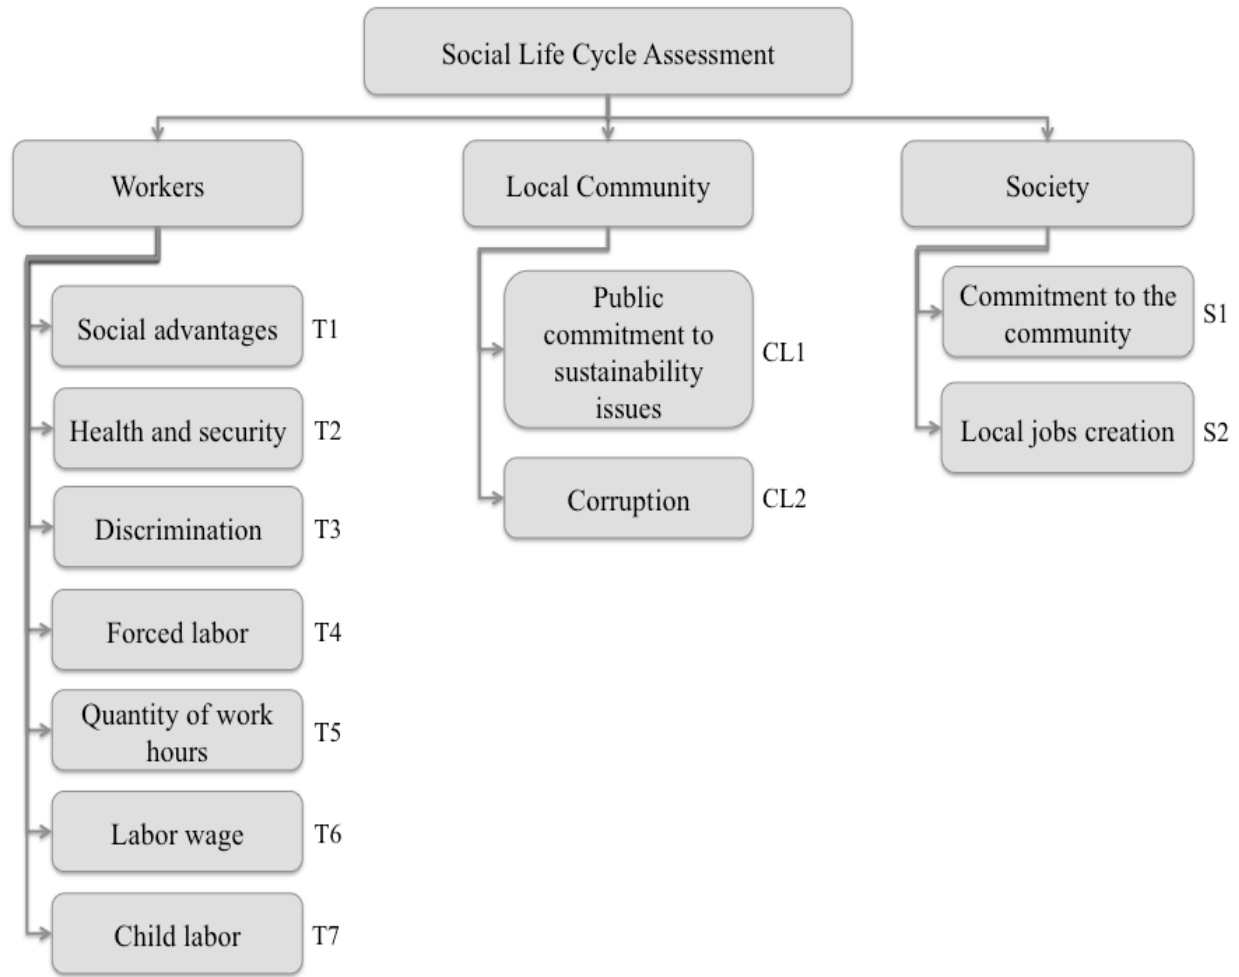 Social Life Cycle Assessment
Workers
Local Community
Society
Social advantages T1
Health and security T2
Discrimination T3
Forced labor T4
Quantity of work
hours
T5
Labor wage T6
Child labor T7
Public
commitment to
sustainability
issues
CL1
Corruption CL2
Commitment to the
community
S1
Local jobs creation S2